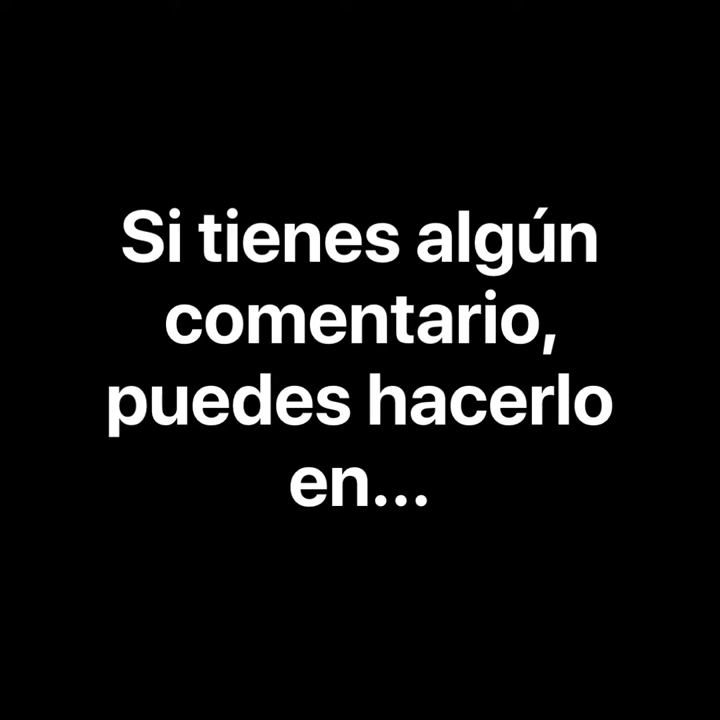 Si tienes algún
comentario,
puedes hacerlo
en...